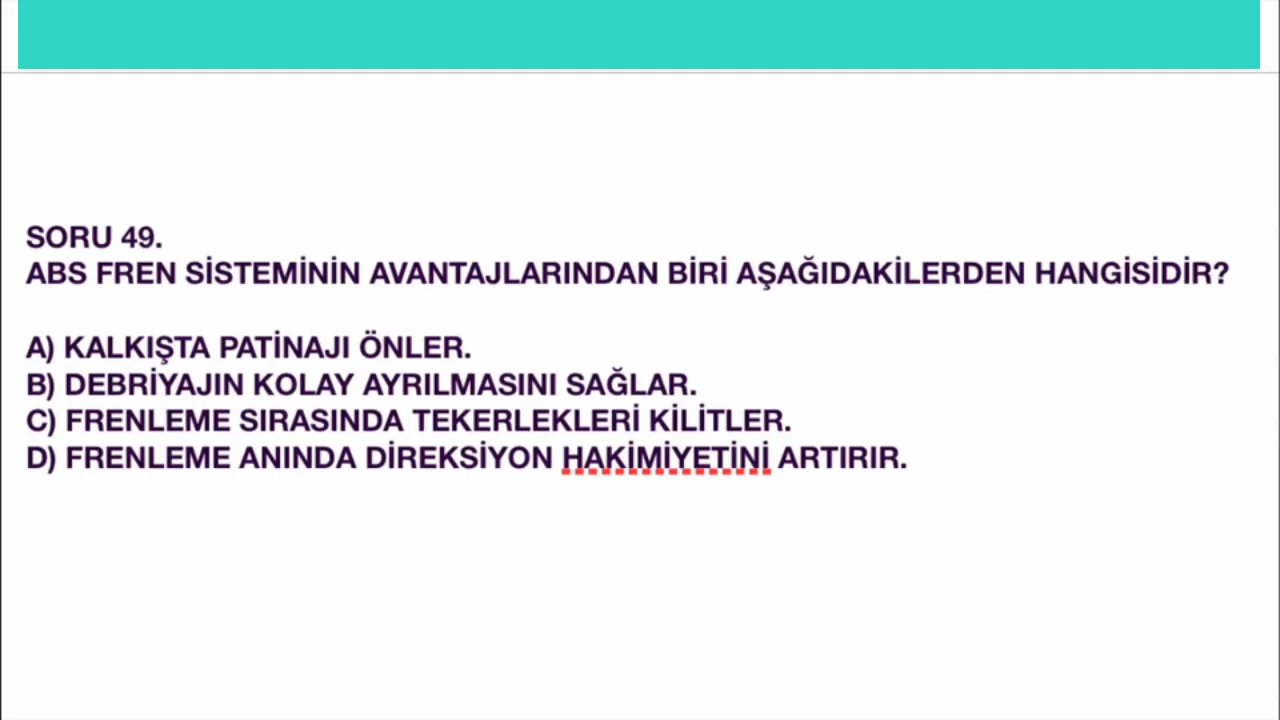 SORU 49.
ABS FREN SİSTEMİNİN AVANTAJLARINDAN BİRİ AŞAĞIDAKİLERDEN HANGİSİDİR?
A) KALKIŞTA PATİNAJI ÖNLER.
B) DEBRİYAJIN KOLAY AYRILMASINI SAĞLAR.
C) FRENLEME SIRASINDA TEKERLEKLERİ KİLİTLER.
D) FRENLEME ANINDA DİREKSİYON HAKİMİYETİNİ ARTIRIR.